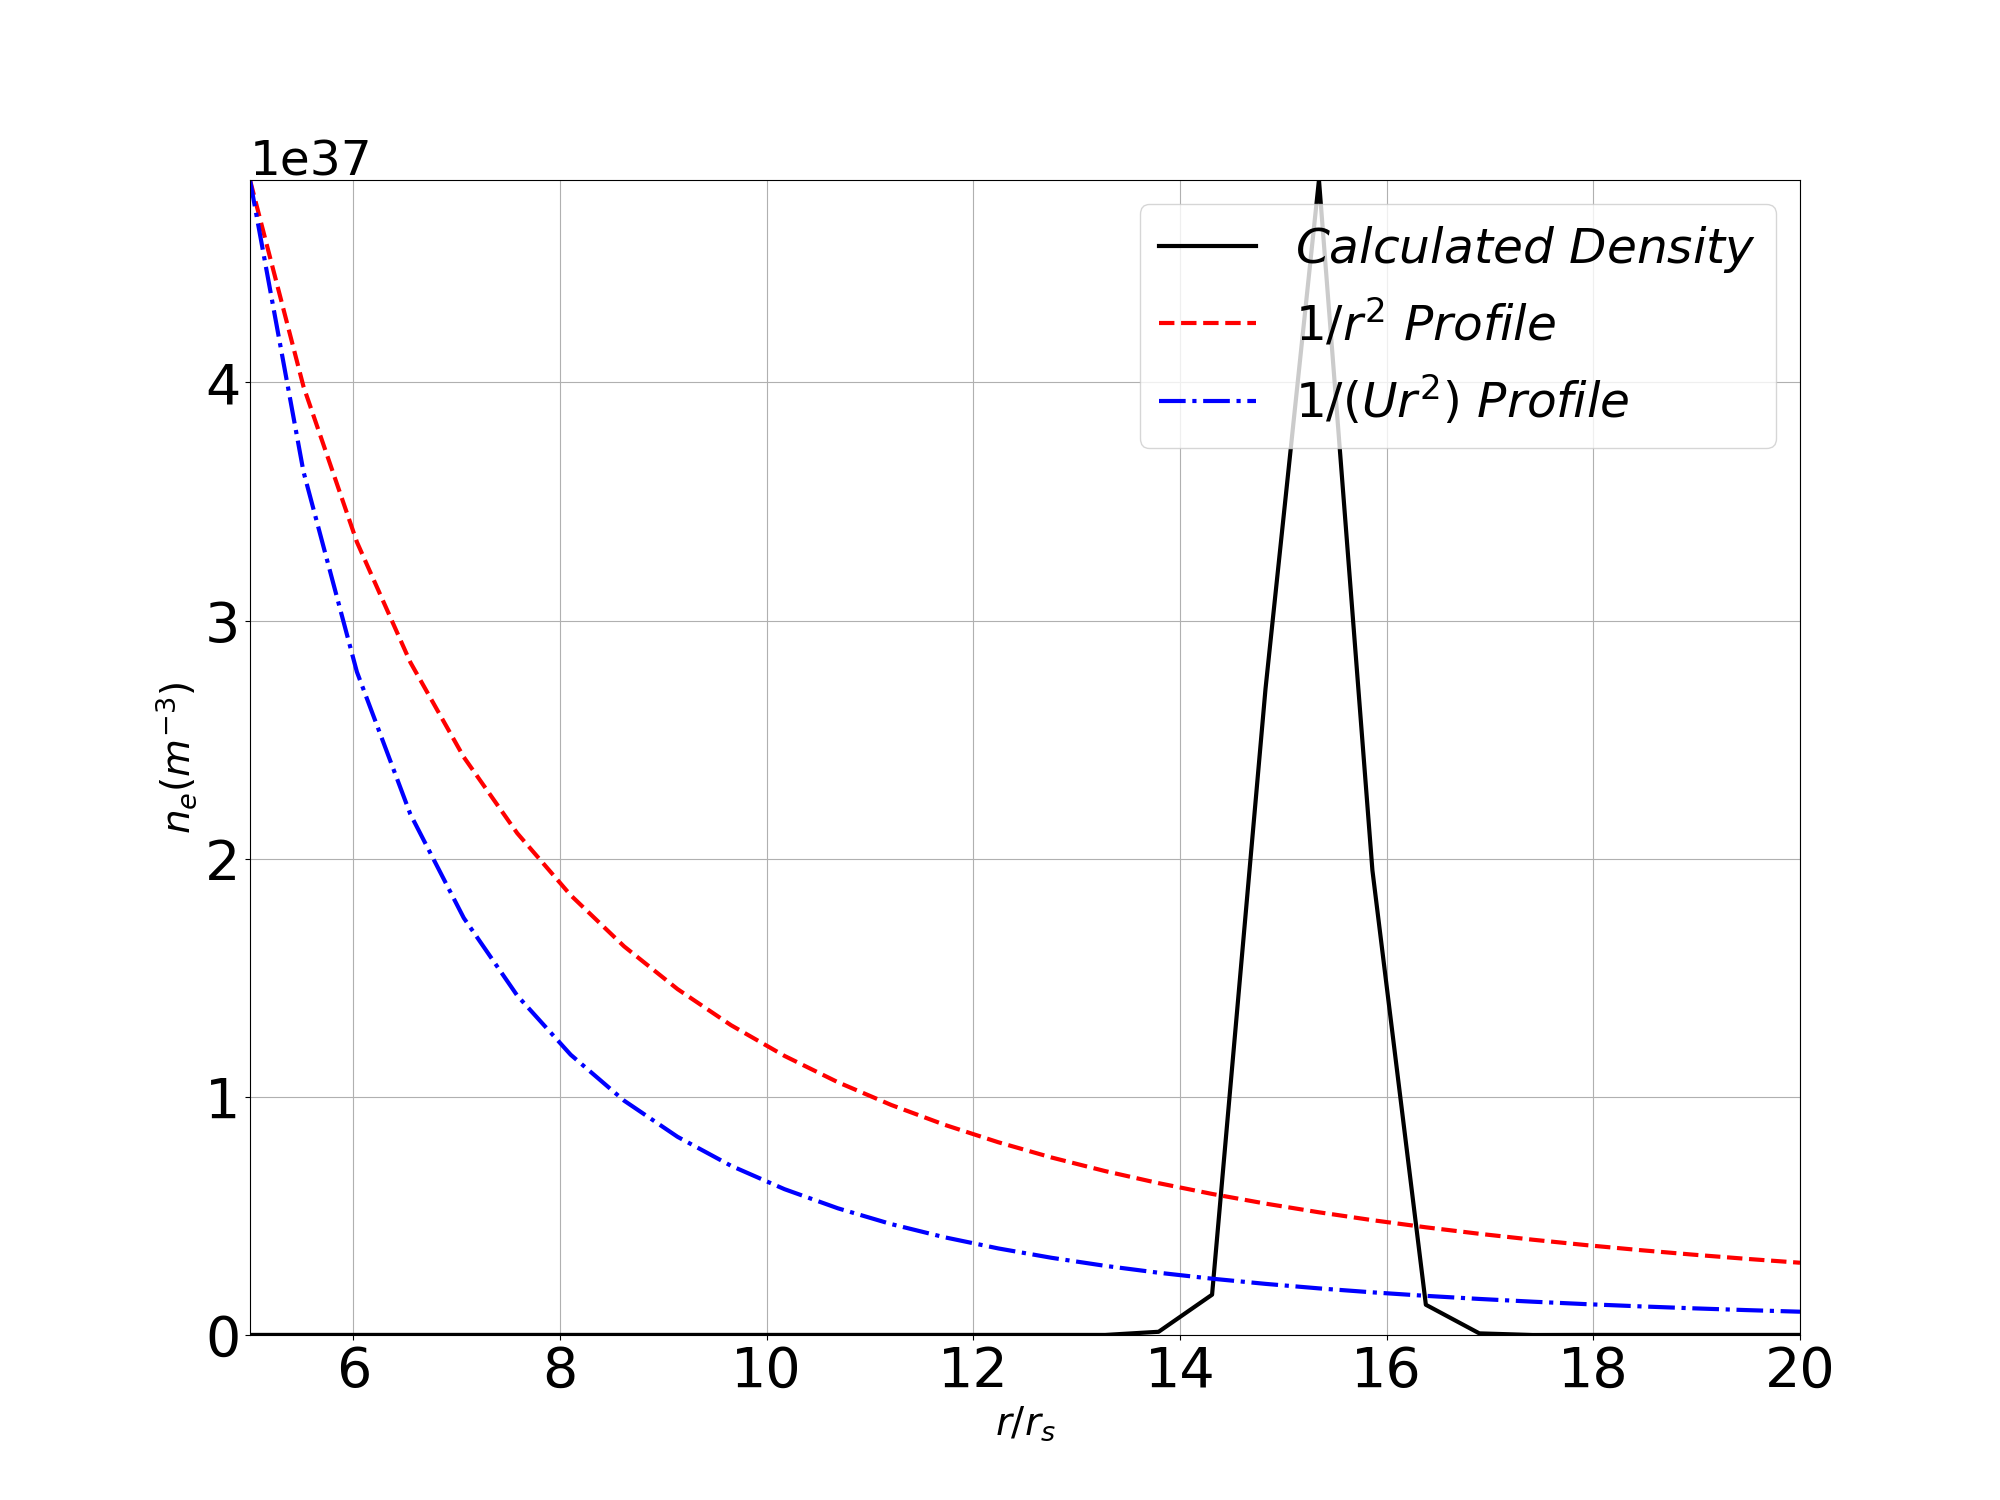 1e37
Calculated Density
1/r² Profile
1/(Ur²) Profile
4
3
2
1
0
nₑ(m⁻³)
6 8 10 12 14 16 18 20
r/rₛ